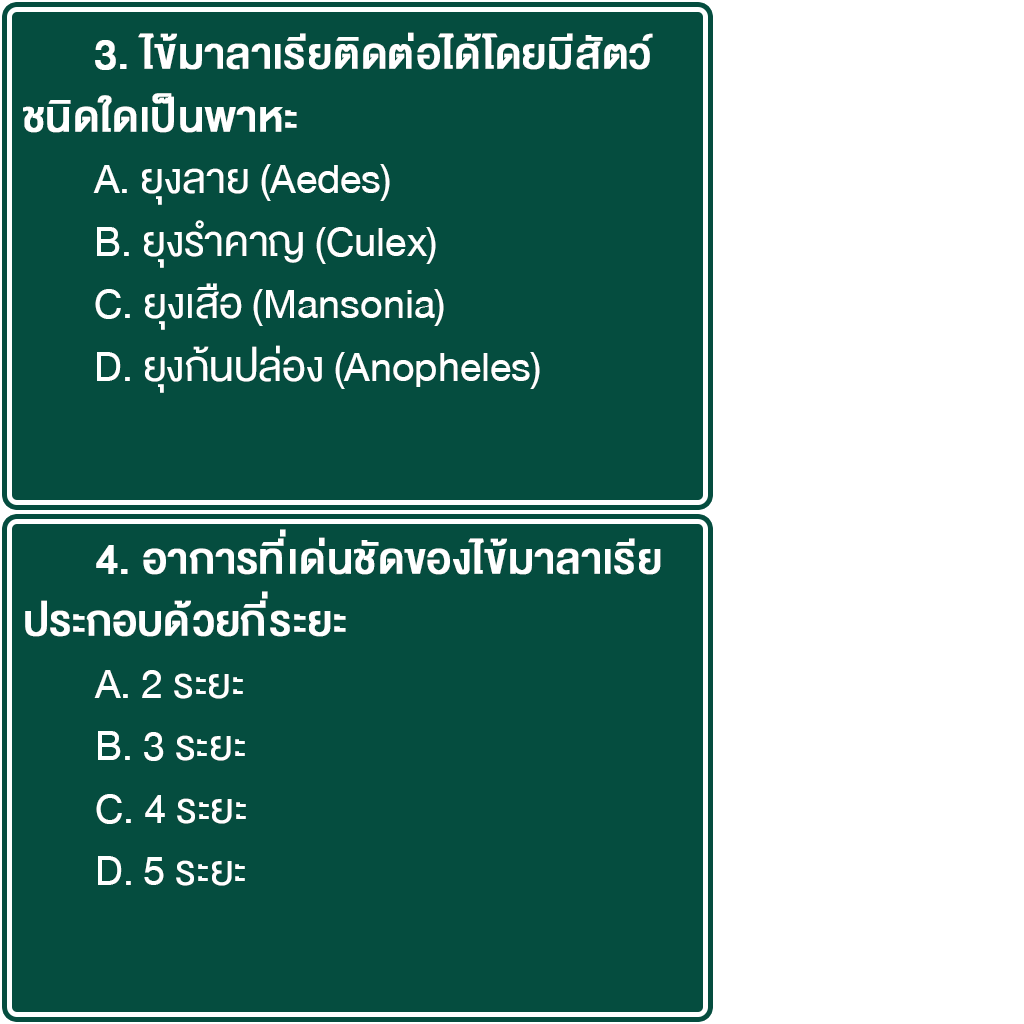 3. ไข้มาลาเรียติดต่อได้โดยมีสัตว์
ชนิดใดเป็นพาหะ
A. ยุงลาย (Aedes)
B. ยุงรำคาญ (Culex)
C. ยุงเสือ (Mansonia)
D. ยุงก้นปล่อง (Anopheles)
4. อาการที่เด่นชัดของไข้มาลาเรีย
ประกอบด้วยกี่ระยะ
A. 2 ระยะ
B. 3 ระยะ
C. 4 ระยะ
D. 5 ระยะ